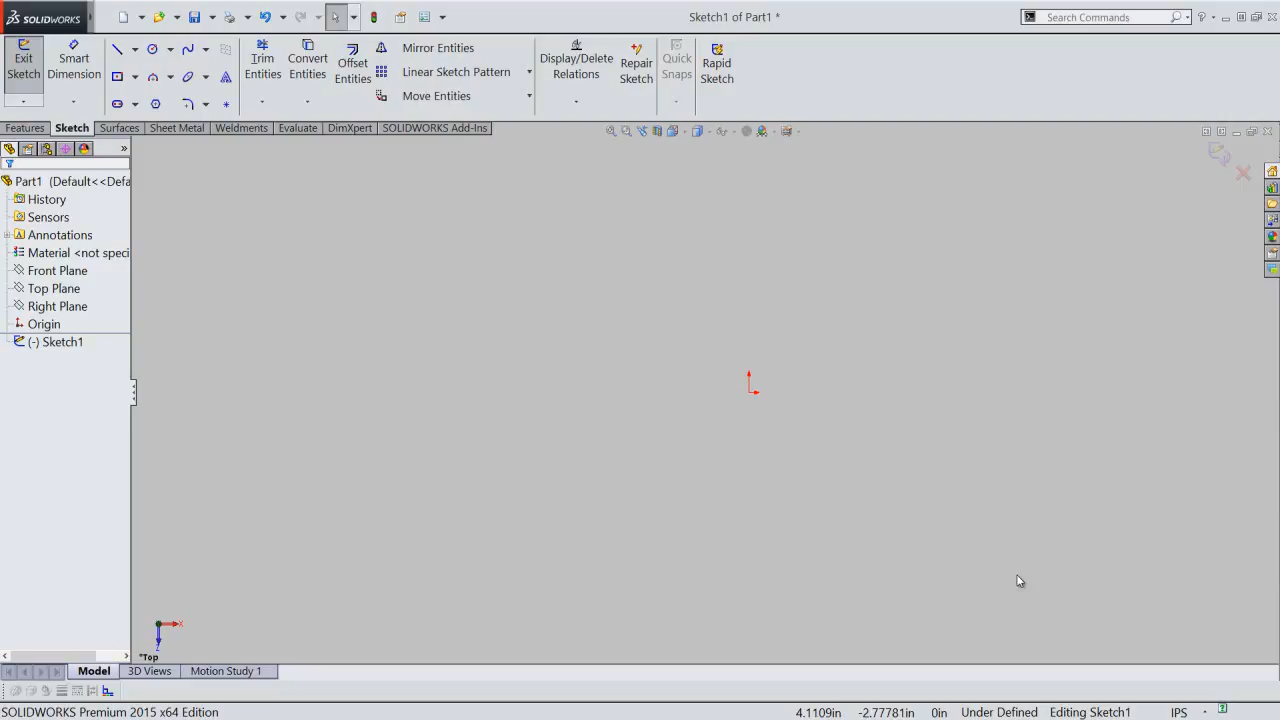 SOLIDWORKS
Sketch1 of Part1 *
Search Commands
Exit Sketch
Smart Dimension
Trim Entities
Convert Entities
Offset Entities
Mirror Entities
Linear Sketch Pattern
Move Entities
Display/Delete Relations
Repair Sketch
Quick Snaps
Rapid Sketch
Features
Sketch
Surfaces
Sheet Metal
Weldments
Evaluate
DimXpert
SOLIDWORKS Add-Ins
Part1 (Default<<Defa
History
Sensors
Annotations
Material <not speci
Front Plane
Top Plane
Right Plane
Origin
(-) Sketch1
X
Z
*Top
Model
3D Views
Motion Study 1
SOLIDWORKS Premium 2015 x64 Edition
4.1109in
-2.77781in
0in
Under Defined
Editing Sketch1
IPS